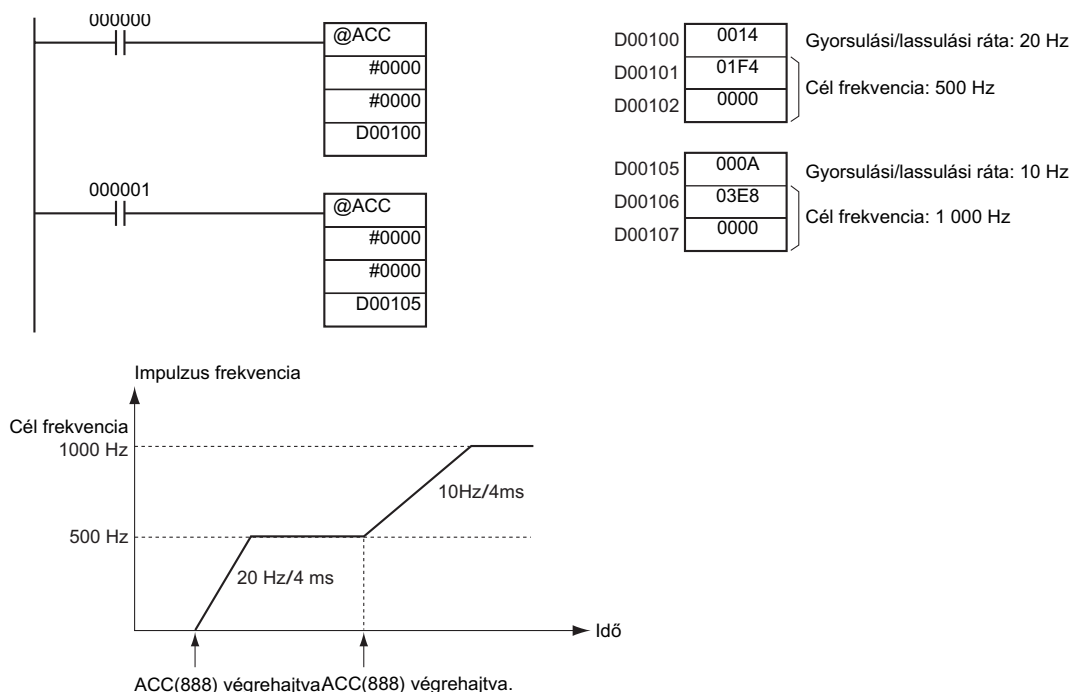 000000
@ACC
#0000
#0000
D00100
D00100 0014 Gyorsulási/lassulási ráta: 20 Hz
D00101 01F4
D00102 0000
Cél frekvencia: 500 Hz
000001
@ACC
#0000
#0000
D00105
D00105 000A Gyorsulási/lassulási ráta: 10 Hz
D00106 03E8
D00107 0000
Cél frekvencia: 1 000 Hz
Impulzus frekvencia
Cél frekvencia
1000 Hz
10Hz/4ms
500 Hz
20 Hz/4 ms
Idő
ACC(888) végrehajtva ACC(888) végrehajtva.